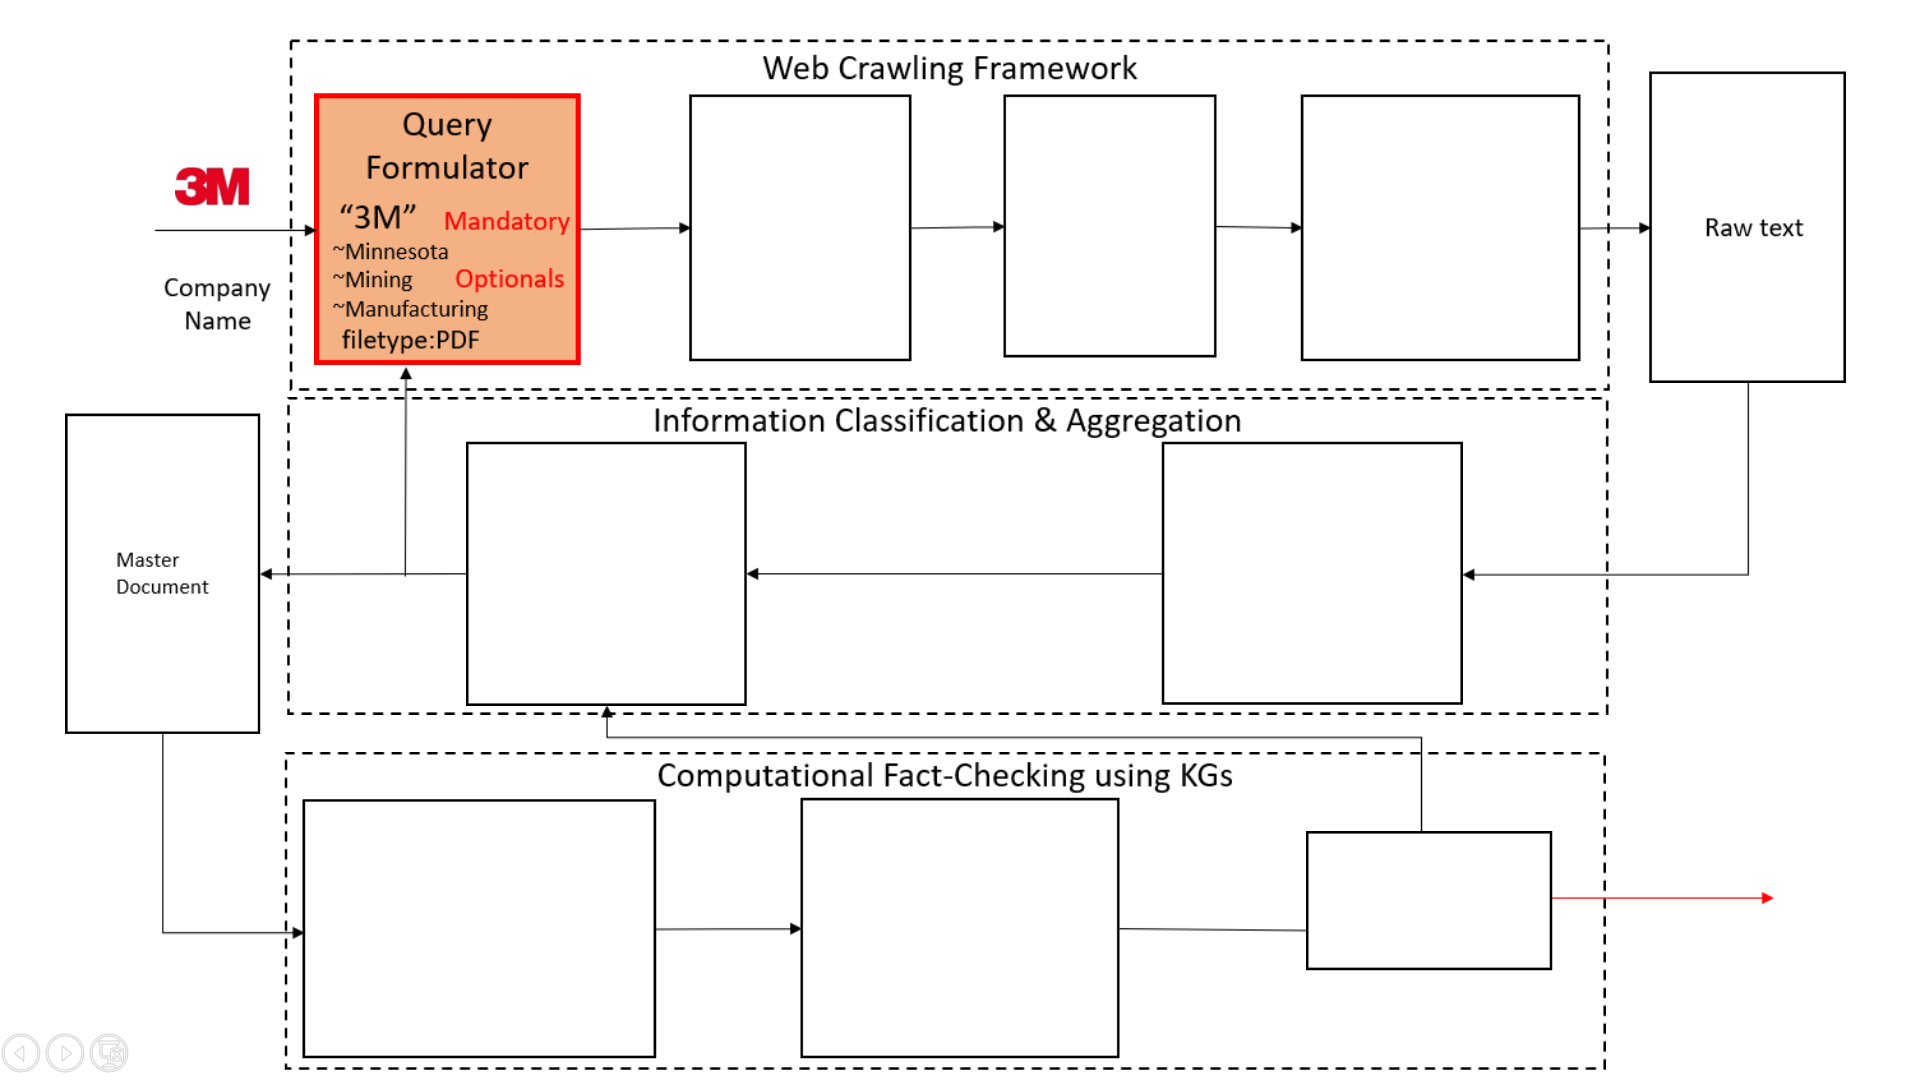 Web Crawling Framework
Query
Formulator
3M
"3M" Mandatory
~Minnesota
~Mining Optionals
~Manufacturing
filetype:PDF
Company
Name
Raw text
Information Classification & Aggregation
Master
Document
Computational Fact-Checking using KGs